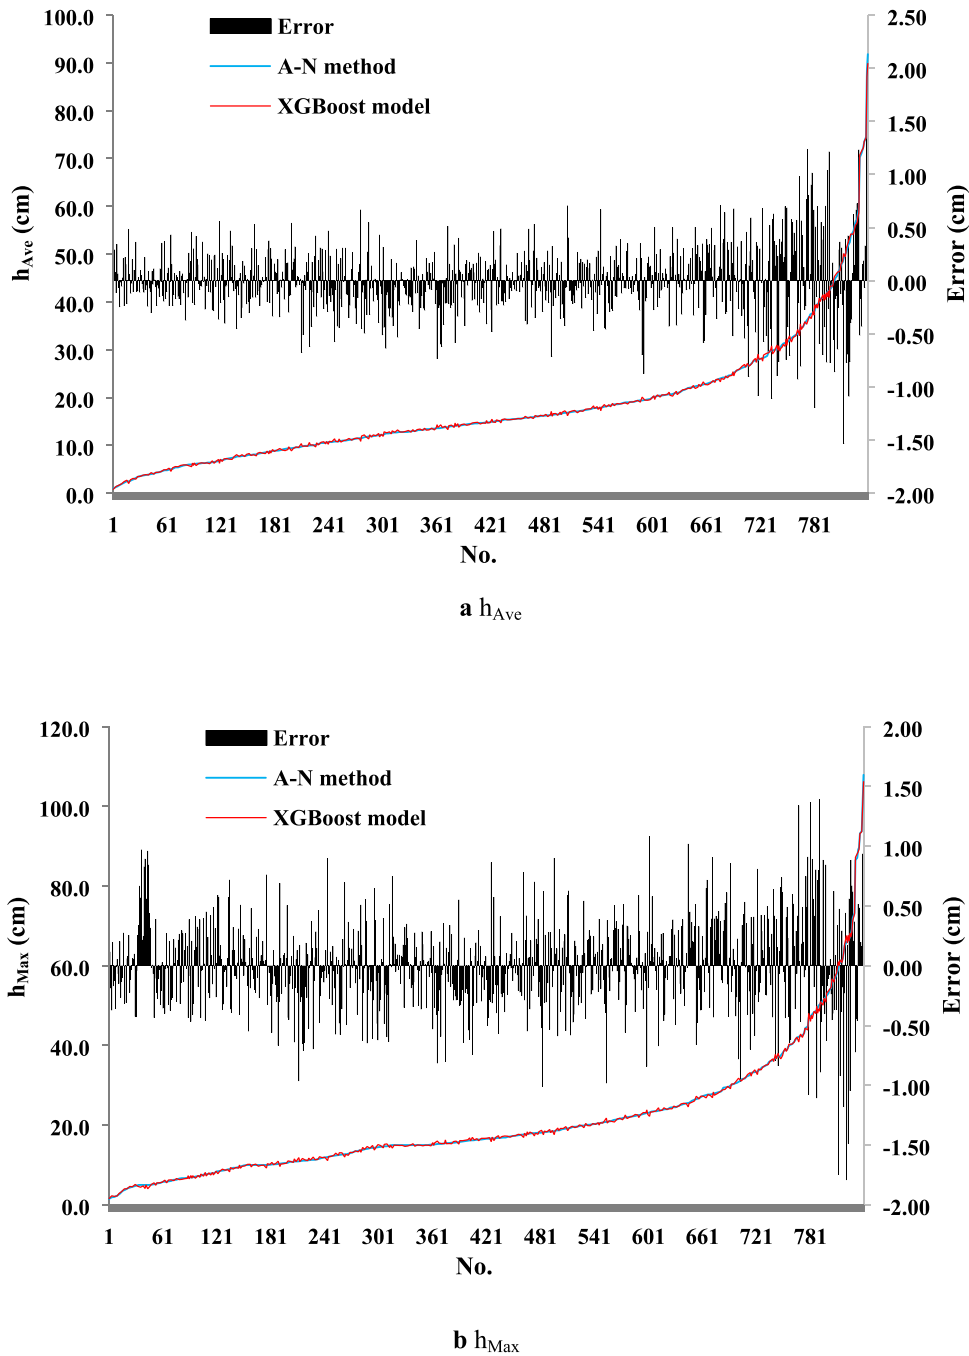 100.0
90.0
80.0
70.0
60.0
50.0
40.0
30.0
20.0
10.0
0.0
h_Ave (cm)
Error
A-N method
XGBoost model
2.50
2.00
1.50
1.00
0.50
0.00
-0.50
-1.00
-1.50
-2.00
Error (cm)
1 61 121 181 241 301 361 421 481 541 601 661 721 781
No.
a h_Ave
120.0
100.0
80.0
60.0
40.0
20.0
0.0
h_Max (cm)
Error
A-N method
XGBoost model
2.00
1.50
1.00
0.50
0.00
-0.50
-1.00
-1.50
-2.00
Error (cm)
1 61 121 181 241 301 361 421 481 541 601 661 721 781
No.
b h_Max